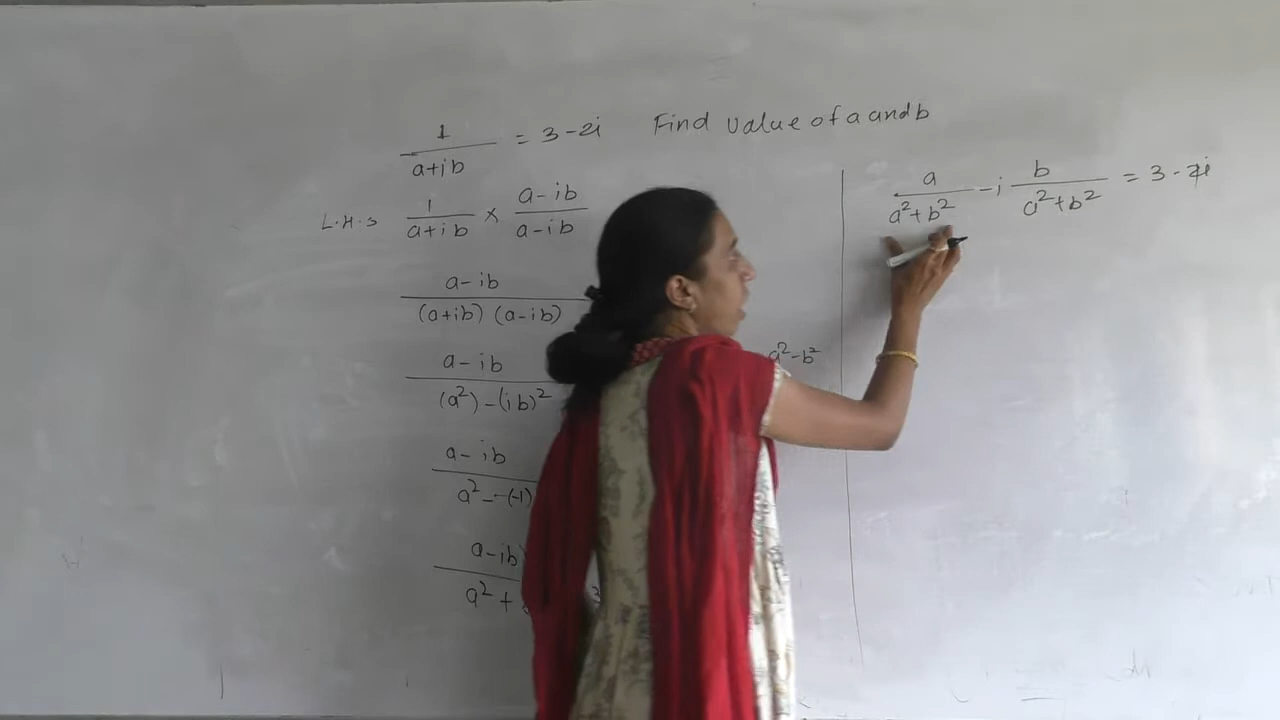 1/(a+ib) = 3-2i Find value of a and b
L.H.S 1/(a+ib) × (a-ib)/(a-ib)
(a-ib)/((a+ib)(a-ib))
(a-ib)/((a²)-(ib)²)
a²-b²
(a-ib)/(a²-(-1)
(a-ib)/(a²+
a/(a²+b²) - i b/(a²+b²) = 3-2i